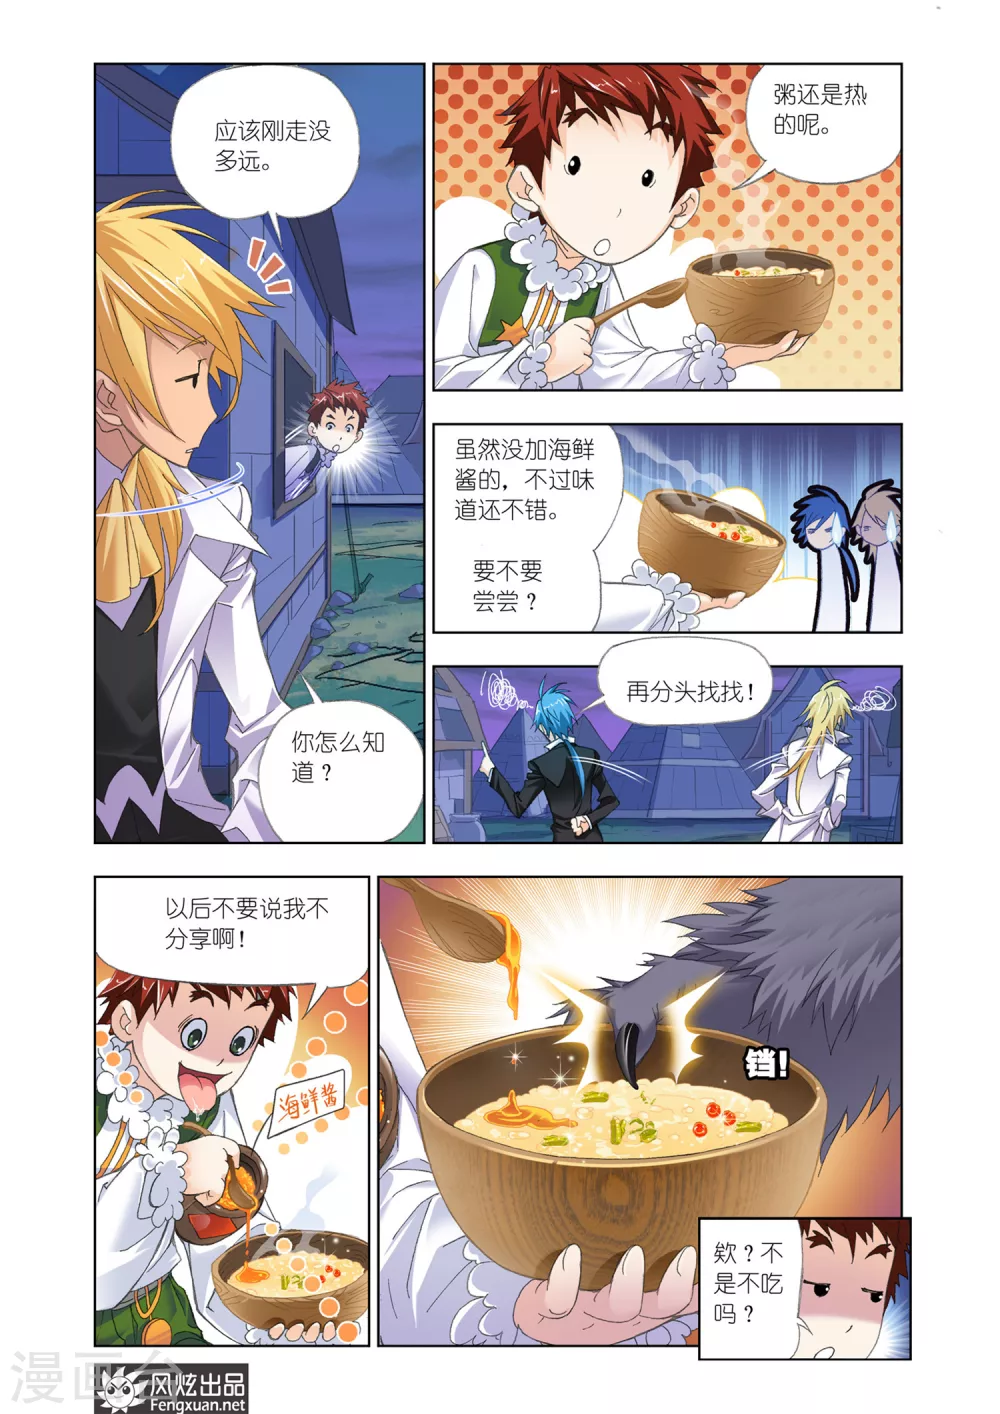 应该刚走没
多远。
你怎么知
道？
粥还是热
的呢。
虽然没加海鲜
酱的，不过味
道还不错。
要不要
尝尝？
再分头找找！
以后不要说我不
分享啊！
海鲜酱
铛！
欸？不
是不吃
吗？
漫画台
风炫出品
Fengxuan.net